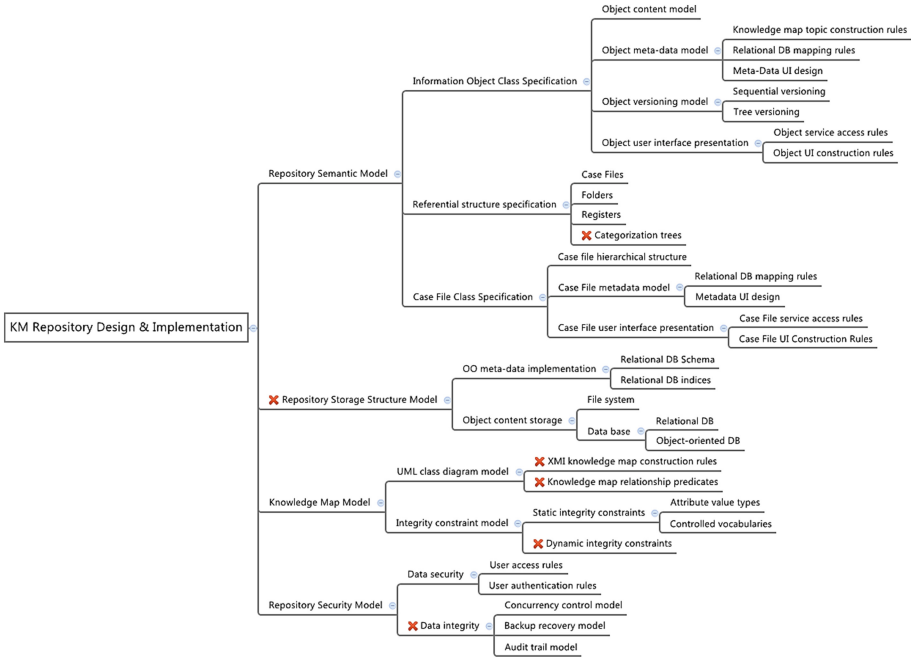 Object content model
Knowledge map topic construction rules
Object meta-data model
Relational DB mapping rules
Meta-Data UI design
Information Object Class Specification
Sequential versioning
Object versioning model
Tree versioning
Object service access rules
Object user interface presentation
Object UI construction rules
Repository Semantic Model
Case Files
Folders
Referential structure specification
Registers
Categorization trees
Case file hierarchical structure
Relational DB mapping rules
Case File metadata model
Metadata UI design
Case File Class Specification
Case File service access rules
Case File user interface presentation
Case File UI Construction Rules
KM Repository Design & Implementation
Relational DB Schema
OO meta-data implementation
Relational DB indices
Repository Storage Structure Model
File system
Object content storage
Relational DB
Data base
Object-oriented DB
XMI knowledge map construction rules
UML class diagram model
Knowledge map relationship predicates
Knowledge Map Model
Attribute value types
Static integrity constraints
Controlled vocabularies
Integrity constraint model
Dynamic integrity constraints
User access rules
Data security
User authentication rules
Repository Security Model
Concurrency control model
Data integrity
Backup recovery model
Audit trail model